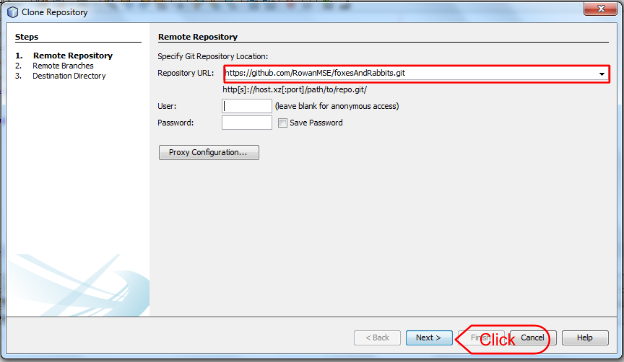 Clone Repository
Steps
1. Remote Repository
2. Remote Branches
3. Destination Directory
Remote Repository
Specify Git Repository Location:
Repository URL: https://github.com/RowanMSE/foxesAndRabbits.git
http[s]://host.xz[:port]/path/to/repo.git/
User: (leave blank for anonymous access)
Password: Save Password
Proxy Configuration...
< Back Next > Click Finish Cancel Help